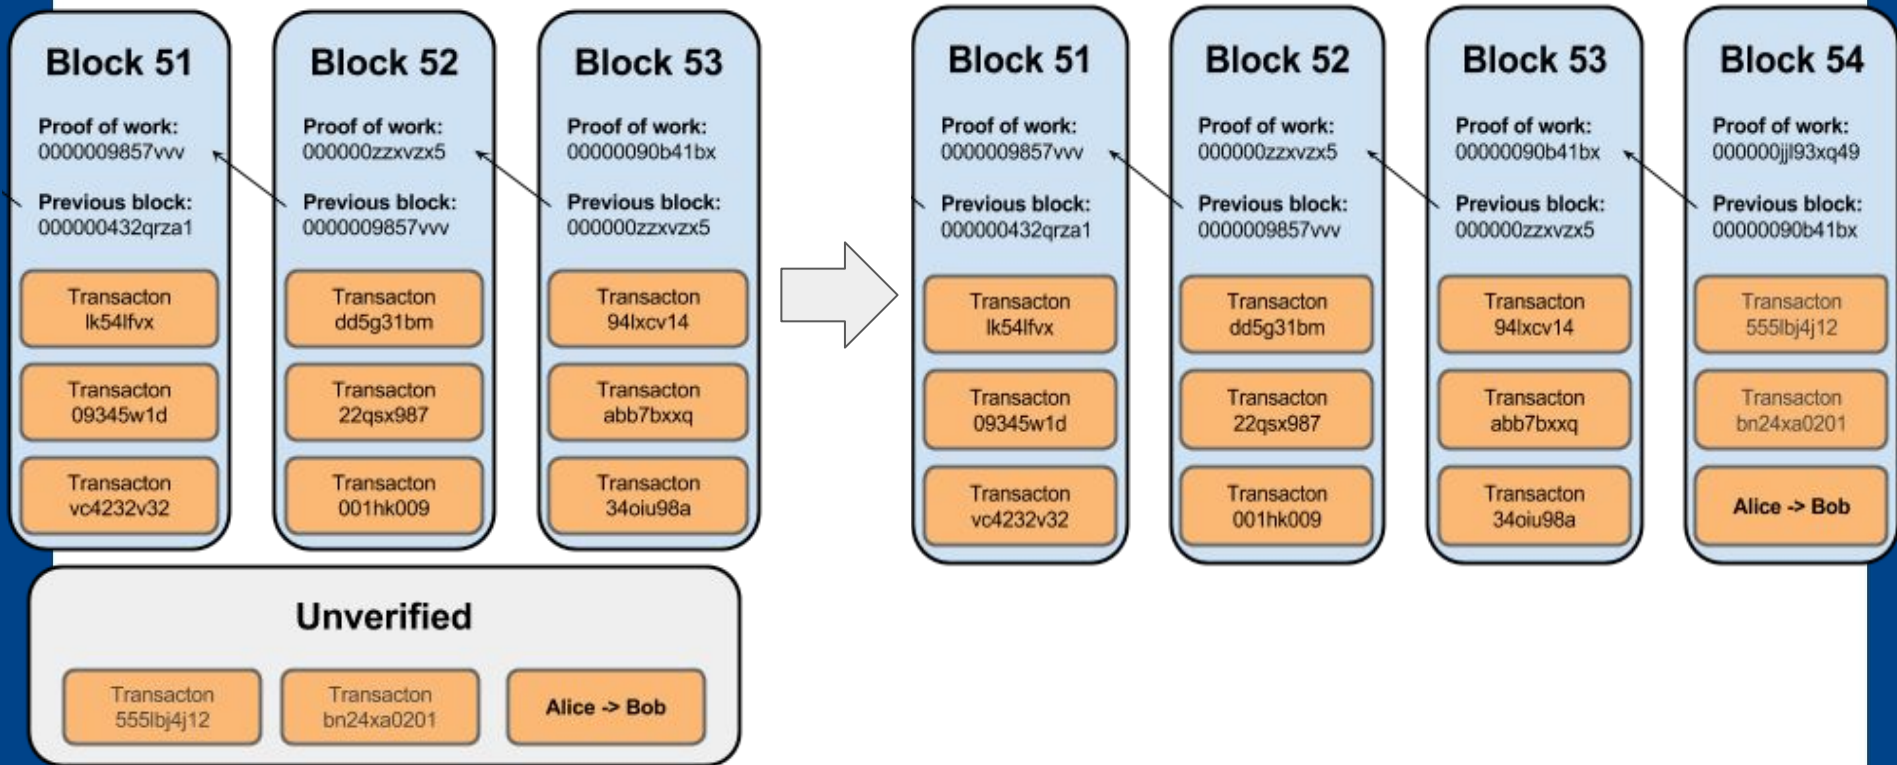 Block 51
Proof of work:
0000009857vvv
Previous block:
000000432qrza1
Transacton
lk54lfvx
Transacton
09345w1d
Transacton
vc4232v32
Block 52
Proof of work:
000000zzxvzx5
Previous block:
0000009857vvv
Transacton
dd5g31bm
Transacton
22qsx987
Transacton
001hk009
Block 53
Proof of work:
00000090b41bx
Previous block:
000000zzxvzx5
Transacton
94lxcv14
Transacton
abb7bxxq
Transacton
34oiu98a
Unverified
Transacton
555lbj4j12
Transacton
bn24xa0201
Alice -> Bob
Block 51
Proof of work:
0000009857vvv
Previous block:
000000432qrza1
Transacton
lk54lfvx
Transacton
09345w1d
Transacton
vc4232v32
Block 52
Proof of work:
000000zzxvzx5
Previous block:
0000009857vvv
Transacton
dd5g31bm
Transacton
22qsx987
Transacton
001hk009
Block 53
Proof of work:
00000090b41bx
Previous block:
000000zzxvzx5
Transacton
94lxcv14
Transacton
abb7bxxq
Transacton
34oiu98a
Block 54
Proof of work:
000000jjl93xq49
Previous block:
00000090b41bx
Transacton
555lbj4j12
Transacton
bn24xa0201
Alice -> Bob